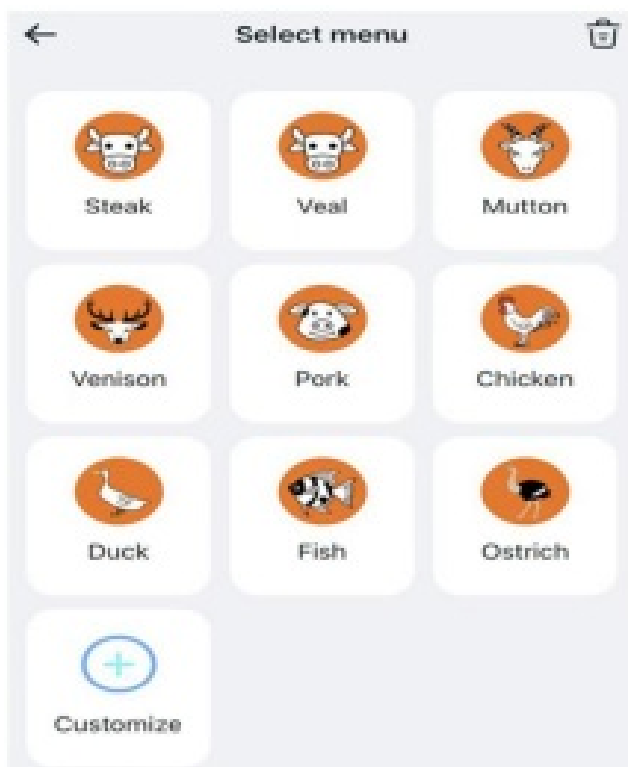 Select menu
Steak
Veal
Mutton
Venison
Pork
Chicken
Duck
Fish
Ostrich
Customize